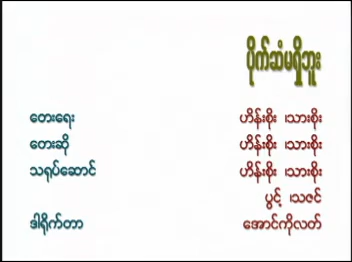 ပိုက်ဆံမရှိဘူး
တေးရေး ဟိန်းစိုး ၊သားစိုး
တေးဆို ဟိန်းစိုး ၊သားစိုး
သရုပ်ဆောင် ဟိန်းစိုး ၊သားစိုး
ပွင့် ၊သဇင်
ဒါရိုက်တာ အောင်ကိုလတ်